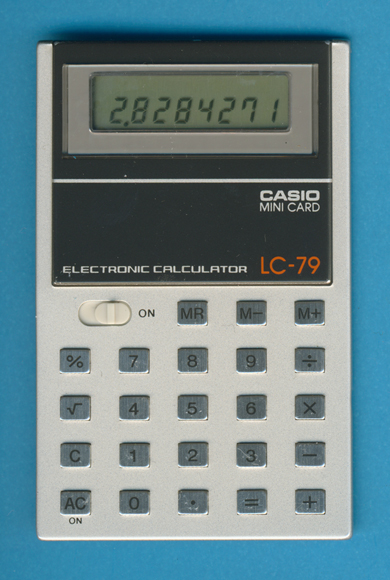 2.8284271
CASIO
MINI CARD
ELECTRONIC CALCULATOR LC-79
ON MR M− M+
% 7 8 9 ÷
√ 4 5 6 ×
C 1 2 3 −
AC 0 · = +
ON